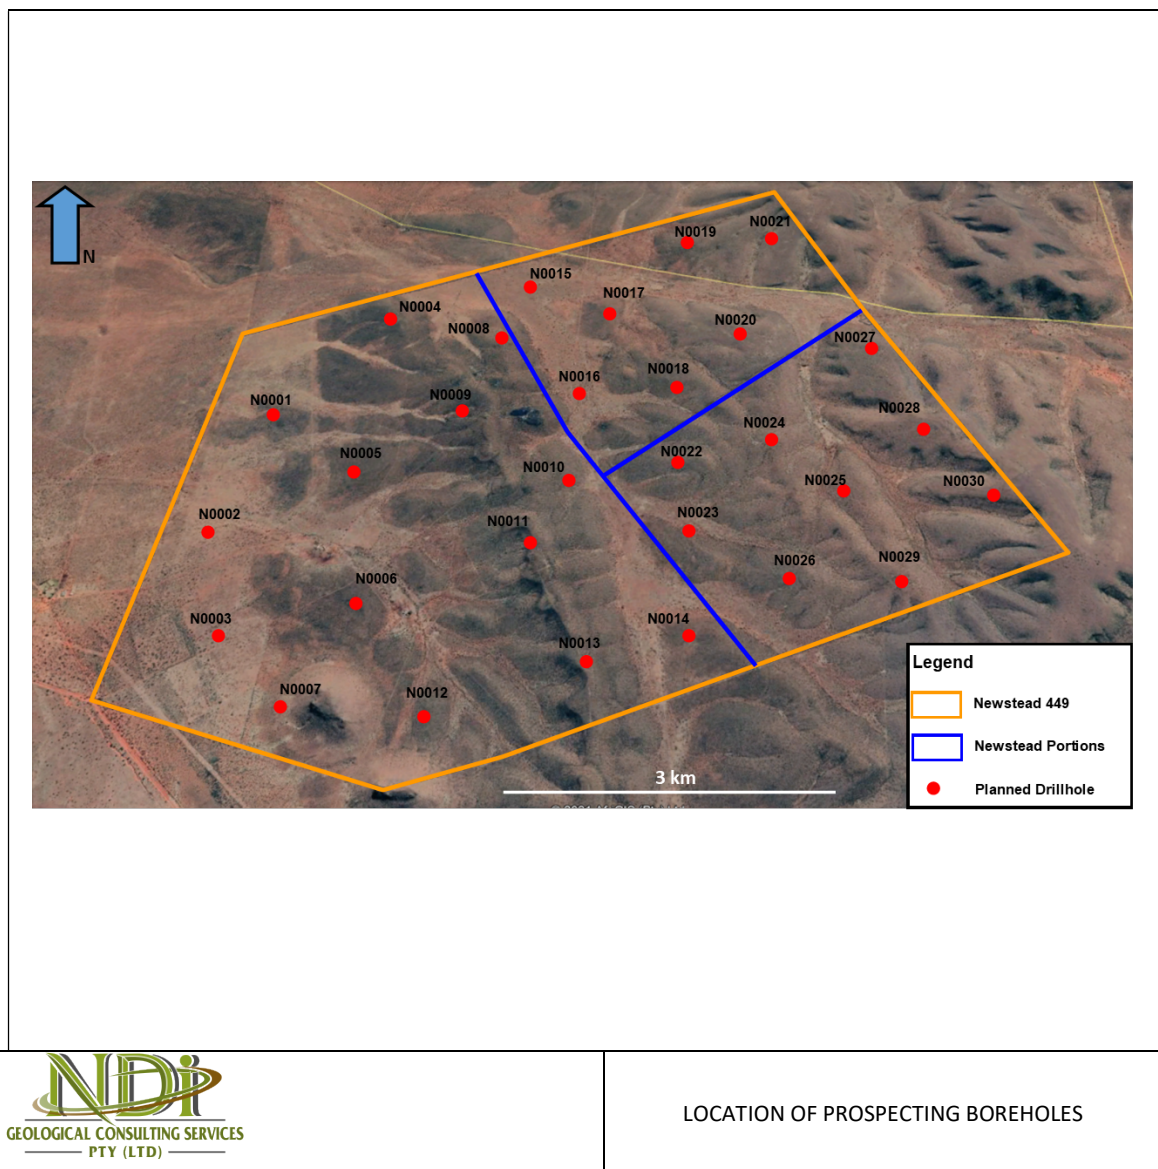 N
N0019
N0021
N0015
N0017
N0004
N0008
N0020
N0027
N0016
N0018
N0001
N0009
N0028
N0024
N0005
N0010
N0022
N0025
N0030
N0002
N0011
N0023
N0006
N0026
N0029
N0003
N0014
N0013
N0007
N0012
3 km
Legend
Newstead 449
Newstead Portions
Planned Drillhole
NDi
GEOLOGICAL CONSULTING SERVICES
PTY (LTD)
LOCATION OF PROSPECTING BOREHOLES